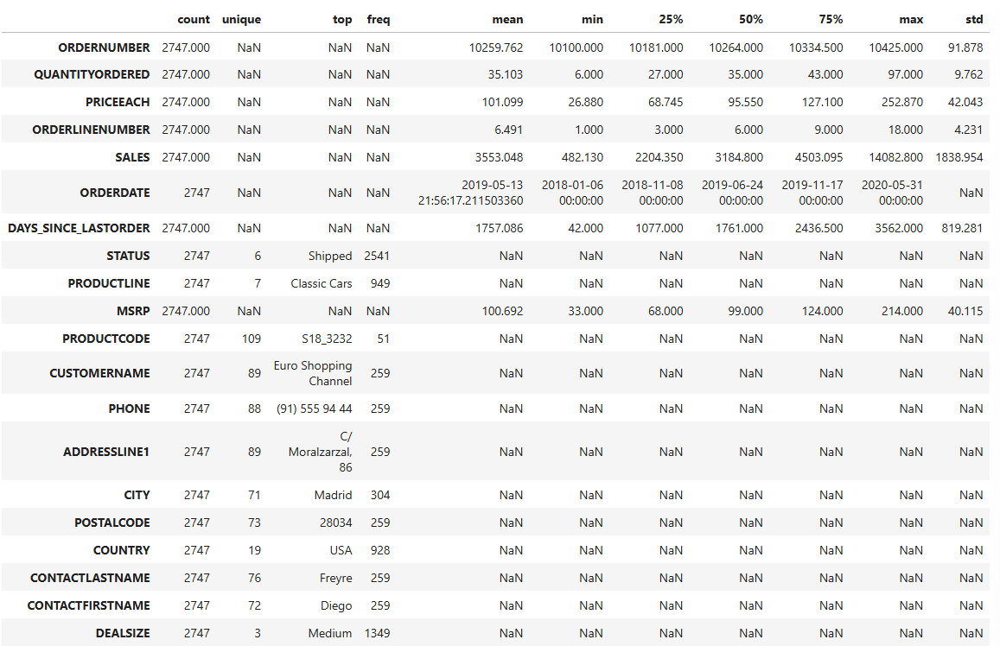 count unique top freq mean min 25% 50% 75% max std
ORDERNUMBER 2747.000 NaN NaN NaN 10259.762 10100.000 10181.000 10264.000 10334.500 10425.000 91.878
QUANTITYORDERED 2747.000 NaN NaN NaN 35.103 6.000 27.000 35.000 43.000 97.000 9.762
PRICEEACH 2747.000 NaN NaN NaN 101.099 26.880 68.745 95.550 127.100 252.870 42.043
ORDERLINENUMBER 2747.000 NaN NaN NaN 6.491 1.000 3.000 6.000 9.000 18.000 4.231
SALES 2747.000 NaN NaN NaN 3553.048 482.130 2204.350 3184.800 4503.095 14082.800 1838.954
2019-05-13 2018-01-06 2018-11-08 2019-06-24 2019-11-17 2020-05-31
ORDERDATE 2747 NaN NaN NaN NaN
21:56:17.211503360 00:00:00 00:00:00 00:00:00 00:00:00 00:00:00
DAYS_SINCE_LASTORDER 2747.000 NaN NaN NaN 1757.086 42.000 1077.000 1761.000 2436.500 3562.000 819.281
STATUS 2747 6 Shipped 2541 NaN NaN NaN NaN NaN NaN NaN
PRODUCTLINE 2747 7 Classic Cars 949 NaN NaN NaN NaN NaN NaN NaN
MSRP 2747.000 NaN NaN NaN 100.692 33.000 68.000 99.000 124.000 214.000 40.115
PRODUCTCODE 2747 109 S18_3232 51 NaN NaN NaN NaN NaN NaN NaN
Euro Shopping
CUSTOMERNAME 2747 89 259 NaN NaN NaN NaN NaN NaN NaN
Channel
PHONE 2747 88 (91) 555 94 44 259 NaN NaN NaN NaN NaN NaN NaN
C/
ADDRESSLINE1 2747 89 Moralzarzal, 259 NaN NaN NaN NaN NaN NaN NaN
86
CITY 2747 71 Madrid 304 NaN NaN NaN NaN NaN NaN NaN
POSTALCODE 2747 73 28034 259 NaN NaN NaN NaN NaN NaN NaN
COUNTRY 2747 19 USA 928 NaN NaN NaN NaN NaN NaN NaN
CONTACTLASTNAME 2747 76 Freyre 259 NaN NaN NaN NaN NaN NaN NaN
CONTACTFIRSTNAME 2747 72 Diego 259 NaN NaN NaN NaN NaN NaN NaN
DEALSIZE 2747 3 Medium 1349 NaN NaN NaN NaN NaN NaN NaN